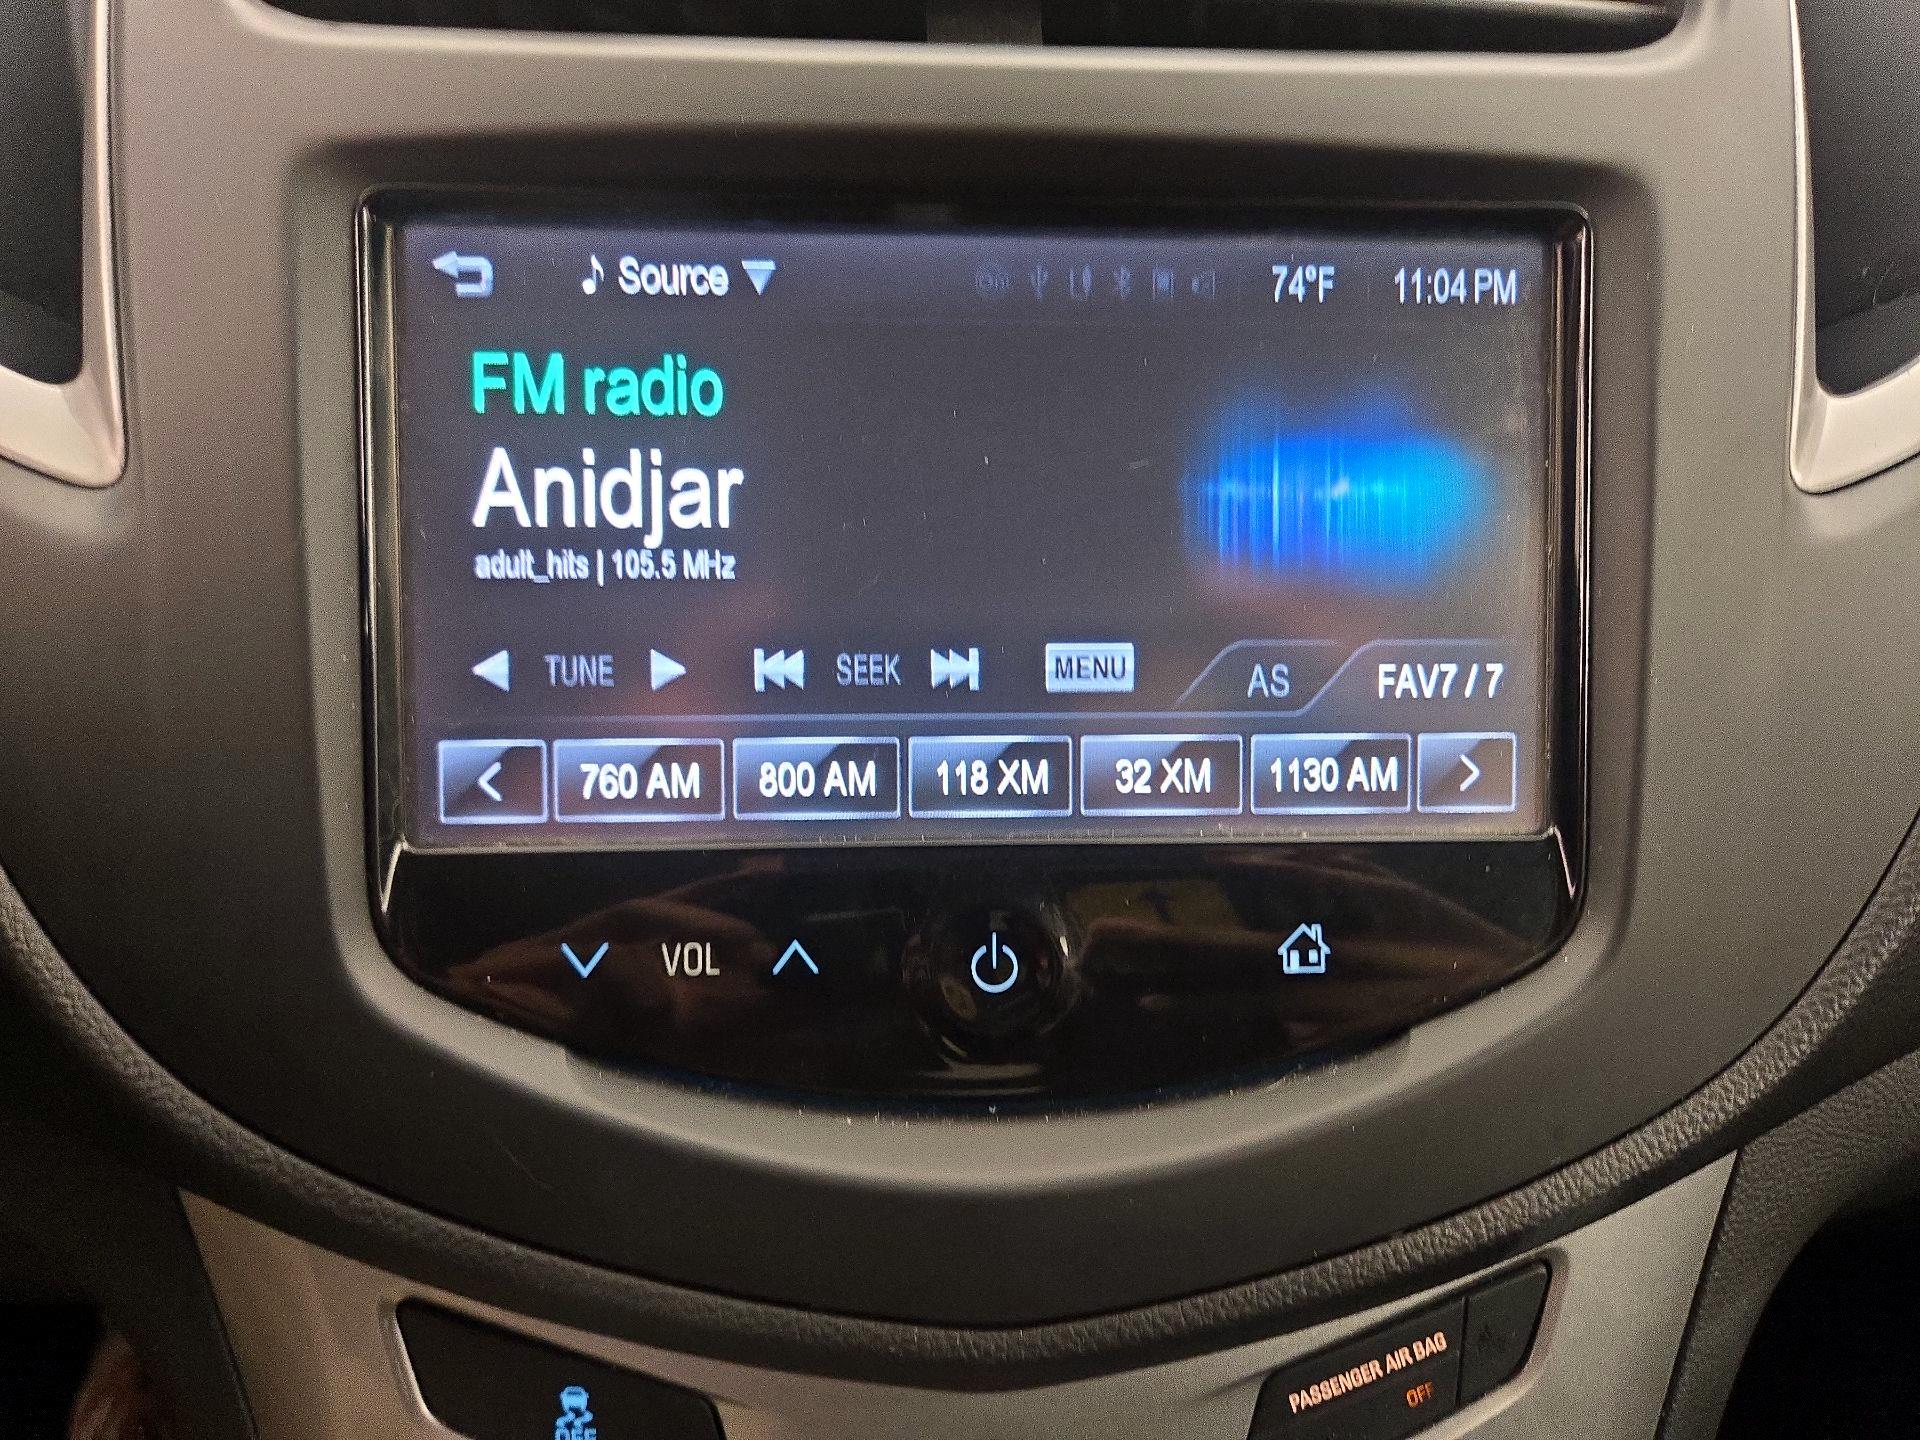 Source 74°F 11:04 PM
FM radio
Anidjar
adult_hits | 105.5 MHz
TUNE SEEK MENU AS FAV7 / 7
760 AM 800 AM 118 XM 32 XM 1130 AM
VOL
PASSENGER AIR BAG
OFF
OFF